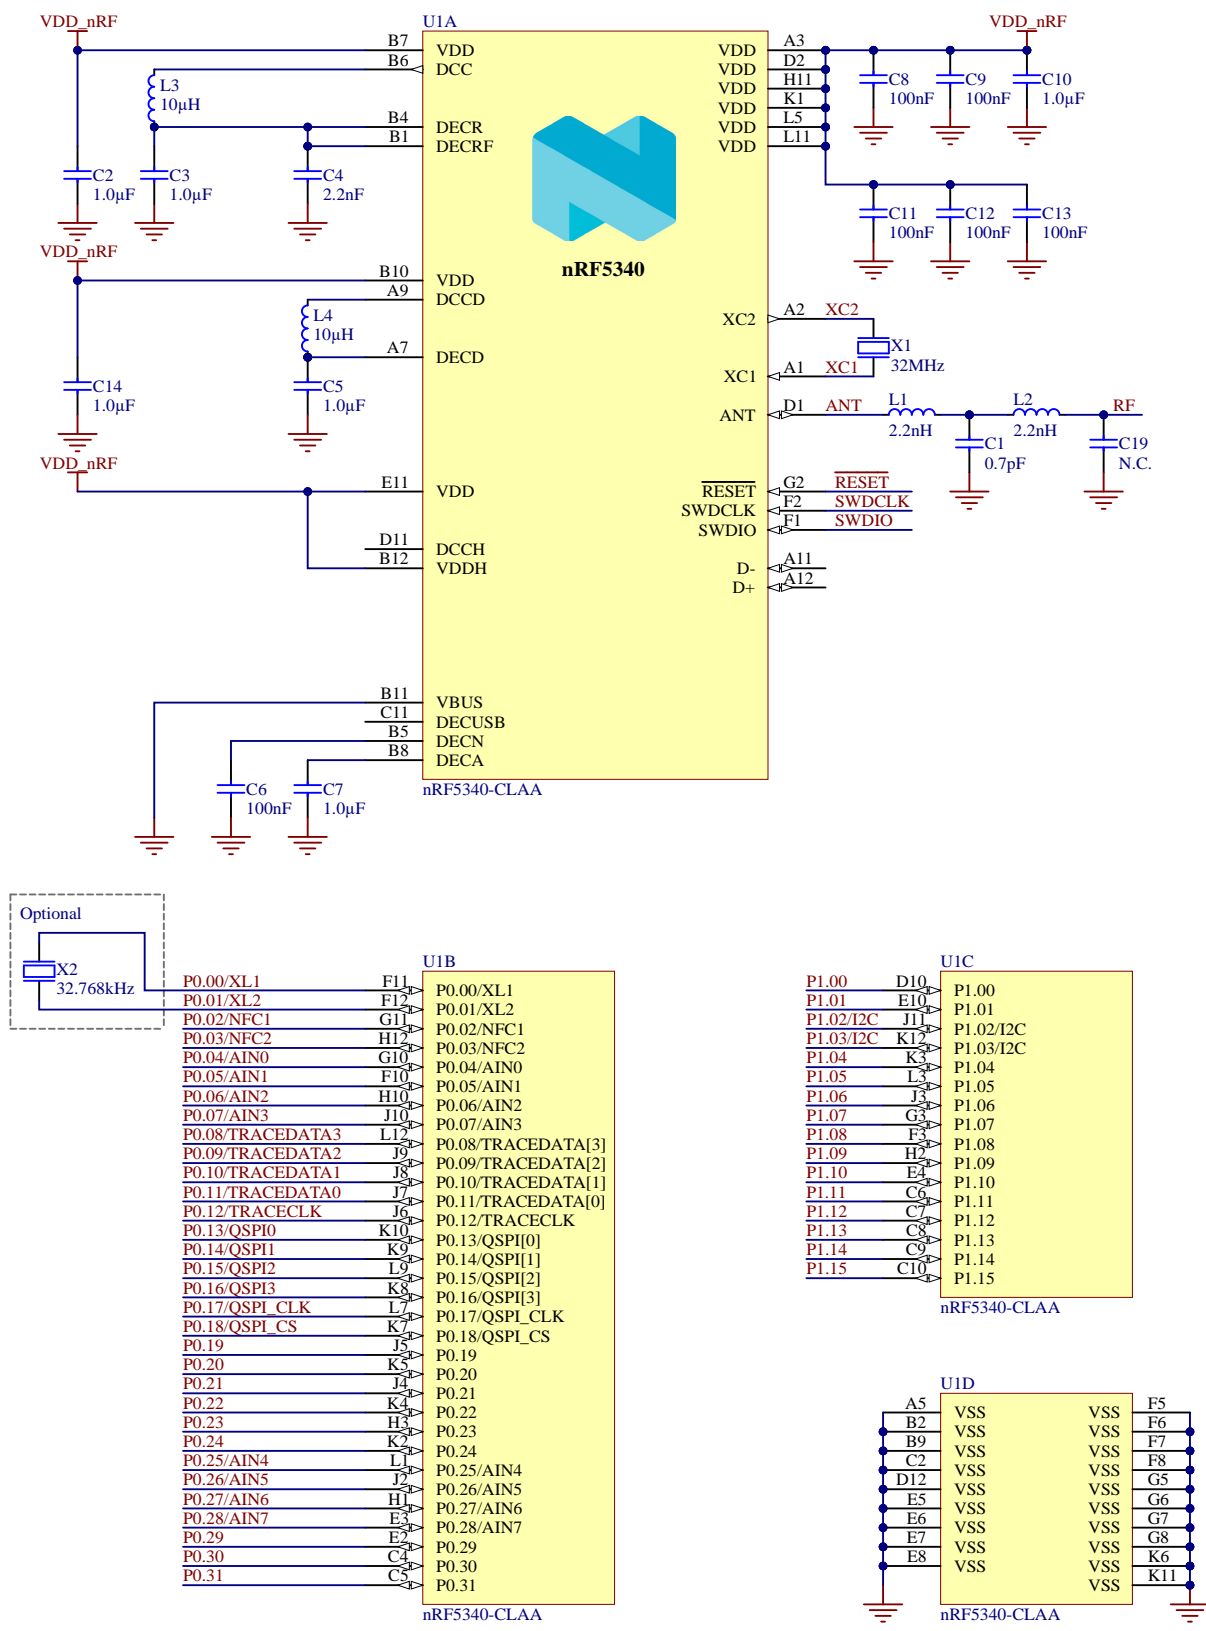 VDD_nRF
U1A
VDD_nRF
B7 VDD
B6 DCC
L3
10µH
B4 DECR
B1 DECRF
C2
1.0µF
C3
1.0µF
C4
2.2nF
VDD A3
VDD D2
VDD H11
VDD K1
VDD L5
VDD L11
C8
100nF
C9
100nF
C10
1.0µF
C11
100nF
C12
100nF
C13
100nF
nRF5340
VDD_nRF
B10 VDD
A9 DCCD
L4
10µH
A7 DECD
C14
1.0µF
C5
1.0µF
XC2 A2 XC2
X1
32MHz
XC1 A1 XC1
ANT D1 ANT
L1
2.2nH
L2
2.2nH
RF
C1
0.7pF
C19
N.C.
VDD_nRF
E11 VDD
D11 DCCH
B12 VDDH
RESET G2 RESET
SWDCLK F2 SWDCLK
SWDIO F1 SWDIO
D- A11
D+ A12
B11 VBUS
C11 DECUSB
B5 DECN
B8 DECA
C6
100nF
C7
1.0µF
nRF5340-CLAA
Optional
X2
32.768kHz
U1B
P0.00/XL1 F11 P0.00/XL1
P0.01/XL2 F12 P0.01/XL2
P0.02/NFC1 G11 P0.02/NFC1
P0.03/NFC2 H12 P0.03/NFC2
P0.04/AIN0 G10 P0.04/AIN0
P0.05/AIN1 F10 P0.05/AIN1
P0.06/AIN2 H10 P0.06/AIN2
P0.07/AIN3 J10 P0.07/AIN3
P0.08/TRACEDATA3 L12 P0.08/TRACEDATA[3]
P0.09/TRACEDATA2 J9 P0.09/TRACEDATA[2]
P0.10/TRACEDATA1 J8 P0.10/TRACEDATA[1]
P0.11/TRACEDATA0 J7 P0.11/TRACEDATA[0]
P0.12/TRACECLK J6 P0.12/TRACECLK
P0.13/QSPI0 K10 P0.13/QSPI[0]
P0.14/QSPI1 K9 P0.14/QSPI[1]
P0.15/QSPI2 L9 P0.15/QSPI[2]
P0.16/QSPI3 K8 P0.16/QSPI[3]
P0.17/QSPI_CLK L7 P0.17/QSPI_CLK
P0.18/QSPI_CS K7 P0.18/QSPI_CS
P0.19 J5 P0.19
P0.20 K5 P0.20
P0.21 J4 P0.21
P0.22 K4 P0.22
P0.23 H3 P0.23
P0.24 K2 P0.24
P0.25/AIN4 L1 P0.25/AIN4
P0.26/AIN5 J2 P0.26/AIN5
P0.27/AIN6 H1 P0.27/AIN6
P0.28/AIN7 E3 P0.28/AIN7
P0.29 E2 P0.29
P0.30 C4 P0.30
P0.31 C5 P0.31
nRF5340-CLAA
U1C
P1.00 D10 P1.00
P1.01 E10 P1.01
P1.02/I2C J11 P1.02/I2C
P1.03/I2C K12 P1.03/I2C
P1.04 K3 P1.04
P1.05 L3 P1.05
P1.06 J3 P1.06
P1.07 G3 P1.07
P1.08 F3 P1.08
P1.09 H2 P1.09
P1.10 E4 P1.10
P1.11 C6 P1.11
P1.12 C7 P1.12
P1.13 C8 P1.13
P1.14 C9 P1.14
P1.15 C10 P1.15
nRF5340-CLAA
U1D
A5 VSS VSS F5
B2 VSS VSS F6
B9 VSS VSS F7
C2 VSS VSS F8
D12 VSS VSS G5
E5 VSS VSS G6
E6 VSS VSS G7
E7 VSS VSS G8
E8 VSS VSS K6
VSS K11
nRF5340-CLAA